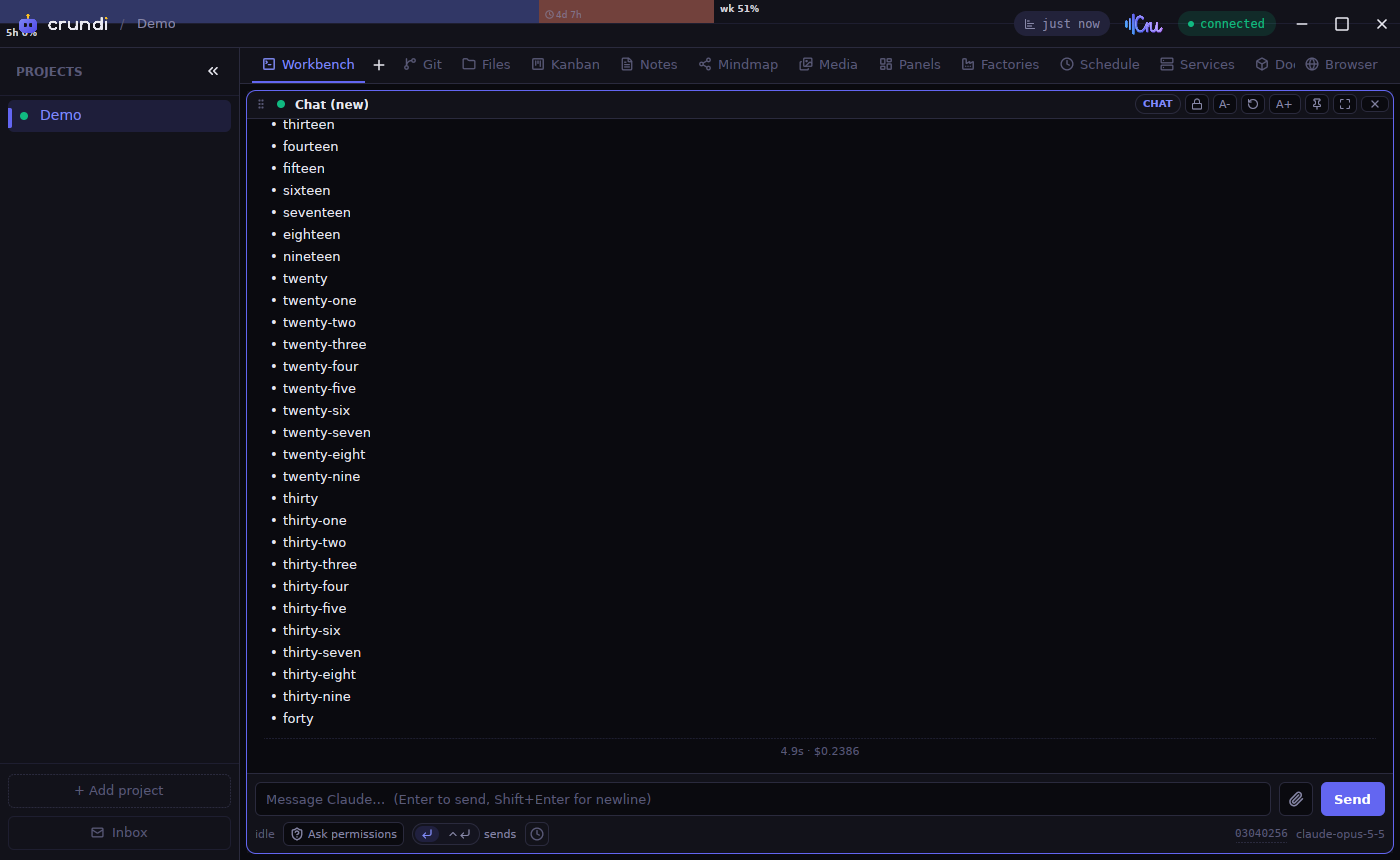 4d 7h
wk 51%
crundi / Demo
just now
Cru
connected
PROJECTS
Demo
+ Add project
Inbox
Workbench
Git
Files
Kanban
Notes
Mindmap
Media
Panels
Factories
Schedule
Services
Browser
Chat (new)
CHAT
A-
A+
• thirteen
• fourteen
• fifteen
• sixteen
• seventeen
• eighteen
• nineteen
• twenty
• twenty-one
• twenty-two
• twenty-three
• twenty-four
• twenty-five
• twenty-six
• twenty-seven
• twenty-eight
• twenty-nine
• thirty
• thirty-one
• thirty-two
• thirty-three
• thirty-four
• thirty-five
• thirty-six
• thirty-seven
• thirty-eight
• thirty-nine
• forty
4.9s · $0.2386
Message Claude... (Enter to send, Shift+Enter for newline)
Send
idle
Ask permissions
sends
03040256
claude-opus-5-5